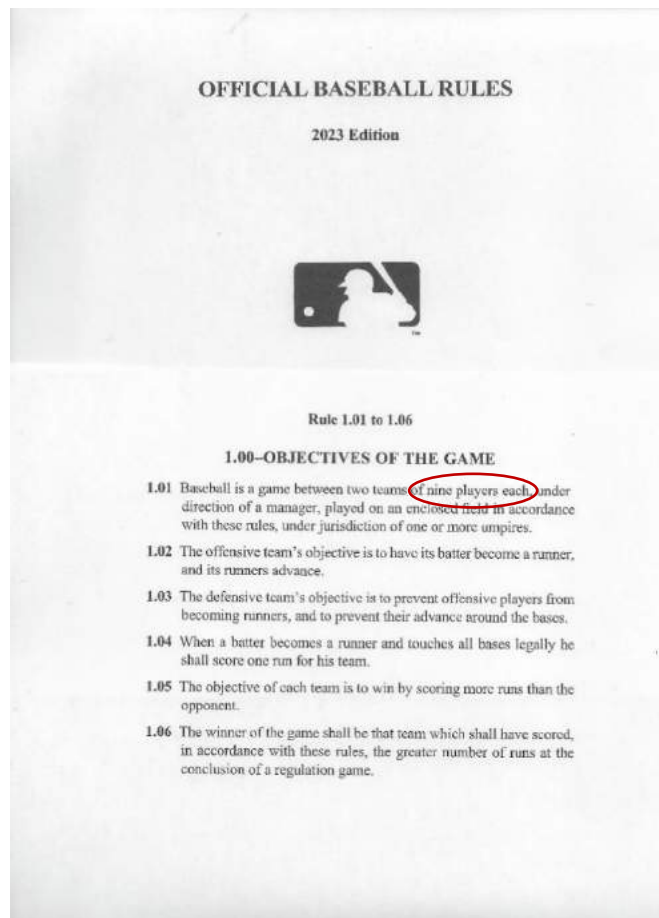 OFFICIAL BASEBALL RULES
2023 Edition
TM
Rule 1.01 to 1.06
1.00–OBJECTIVES OF THE GAME
1.01 Baseball is a game between two teams of nine players each, under
direction of a manager, played on an enclosed field in accordance
with these rules, under jurisdiction of one or more umpires.
1.02 The offensive team’s objective is to have its batter become a runner,
and its runners advance.
1.03 The defensive team’s objective is to prevent offensive players from
becoming runners, and to prevent their advance around the bases.
1.04 When a batter becomes a runner and touches all bases legally he
shall score one run for his team.
1.05 The objective of each team is to win by scoring more runs than the
opponent.
1.06 The winner of the game shall be that team which shall have scored,
in accordance with these rules, the greater number of runs at the
conclusion of a regulation game.